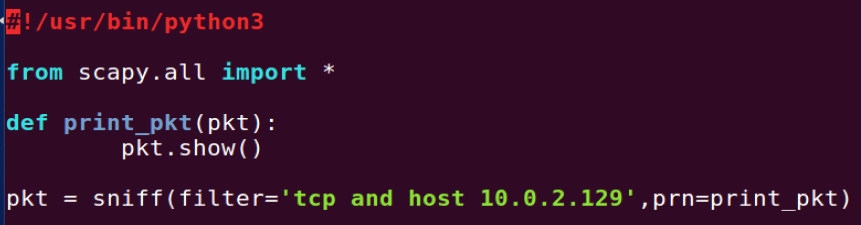 #!/usr/bin/python3
from scapy.all import *
def print_pkt(pkt):
        pkt.show()
pkt = sniff(filter='tcp and host 10.0.2.129',prn=print_pkt)